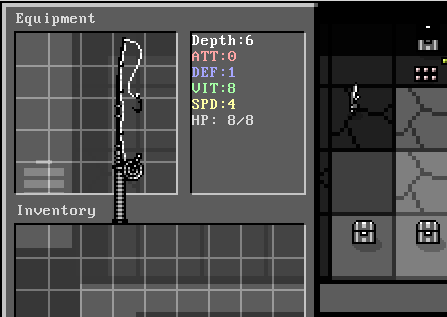 Equipment
Depth:6
ATT:0
DEF:1
VIT:8
SPD:4
HP: 8/8
Inventory